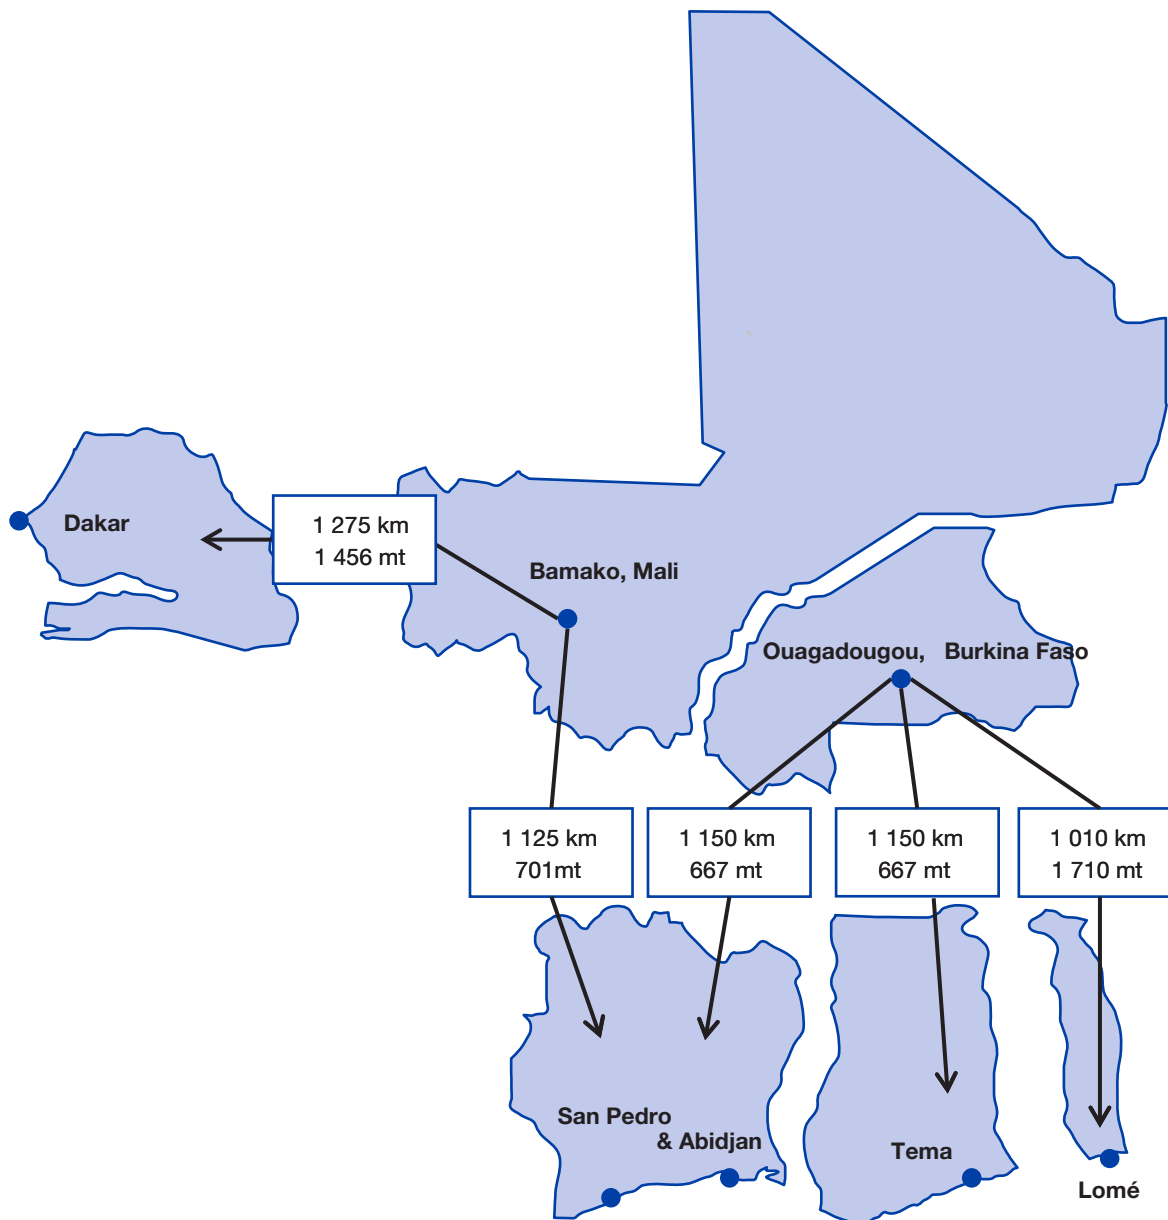 1 275 km
1 456 mt
Dakar
Bamako, Mali
Ouagadougou, Burkina Faso
1 125 km
701mt
1 150 km
667 mt
1 150 km
667 mt
1 010 km
1 710 mt
San Pedro
& Abidjan
Tema
Lomé